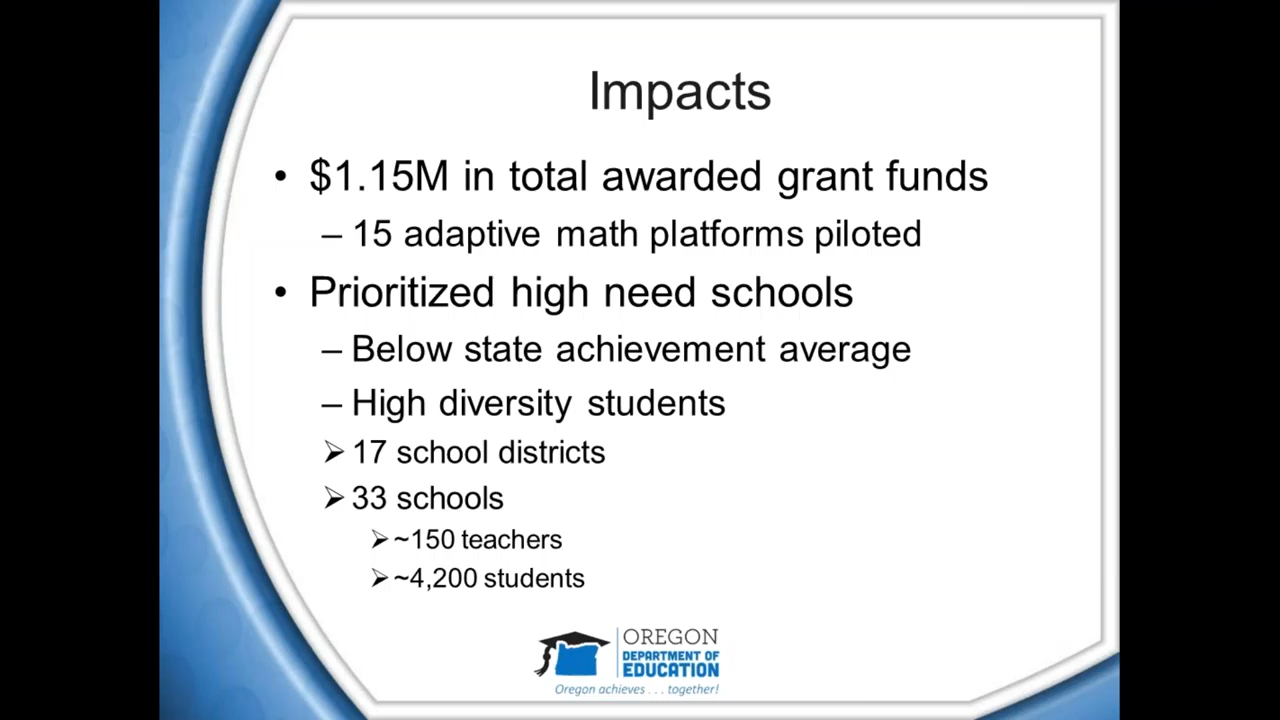 Impacts
• $1.15M in total awarded grant funds
– 15 adaptive math platforms piloted
• Prioritized high need schools
– Below state achievement average
– High diversity students
➢ 17 school districts
➢ 33 schools
➢ ~150 teachers
➢ ~4,200 students
OREGON
DEPARTMENT OF
EDUCATION
Oregon achieves . . . together!